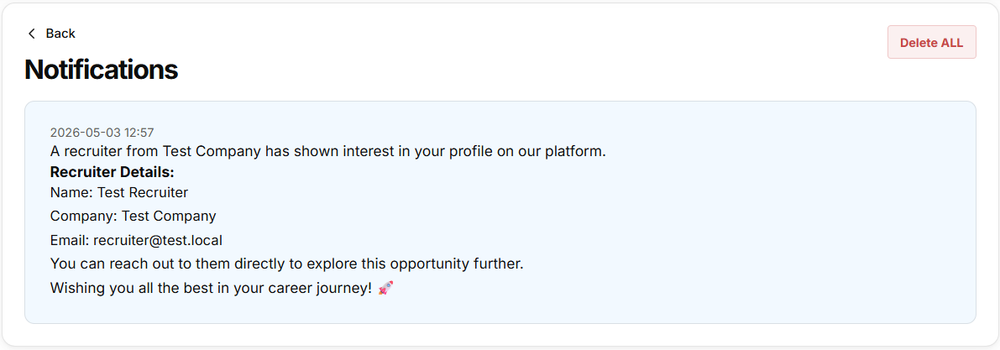 Back
Delete ALL
Notifications
2026-05-03 12:57
A recruiter from Test Company has shown interest in your profile on our platform.
Recruiter Details:
Name: Test Recruiter
Company: Test Company
Email: recruiter@test.local
You can reach out to them directly to explore this opportunity further.
Wishing you all the best in your career journey! 🚀